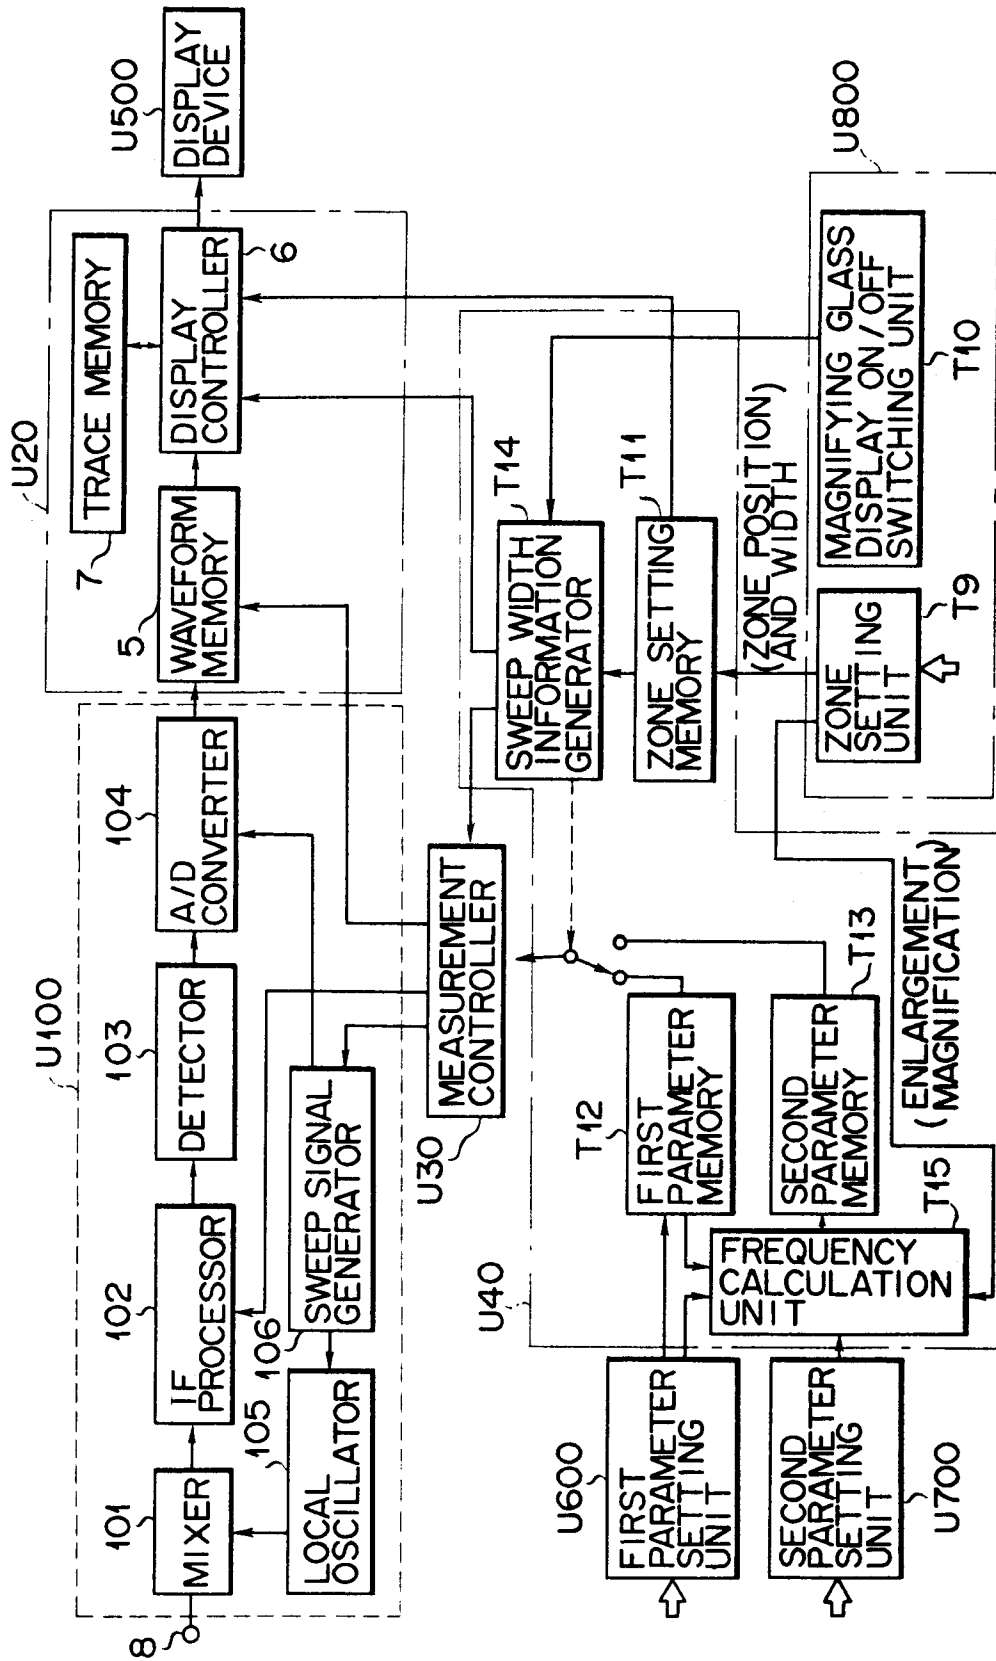 8
101
MIXER
102
IF
PROCESSOR
103
DETECTOR
104
A/D
CONVERTER
U100
105
LOCAL
OSCILLATOR
106
SWEEP SIGNAL
GENERATOR
U20
5
WAVEFORM
MEMORY
7
TRACE MEMORY
DISPLAY
CONTROLLER
6
U500
DISPLAY
DEVICE
U30
MEASUREMENT
CONTROLLER
SWEEP WIDTH
INFORMATION
GENERATOR
T14
ZONE SETTING
MEMORY
T11
(ZONE POSITION
AND WIDTH)
U40
T12
FIRST
PARAMETER
MEMORY
SECOND
PARAMETER
MEMORY
T13
FREQUENCY
CALCULATION
UNIT
T15
(ENLARGEMENT
MAGNIFICATION)
U600
FIRST
PARAMETER
SETTING
UNIT
SECOND
PARAMETER
SETTING
UNIT
U700
U800
ZONE
SETTING
UNIT
T9
MAGNIFYING GLASS
DISPLAY ON/OFF
SWITCHING UNIT
T10